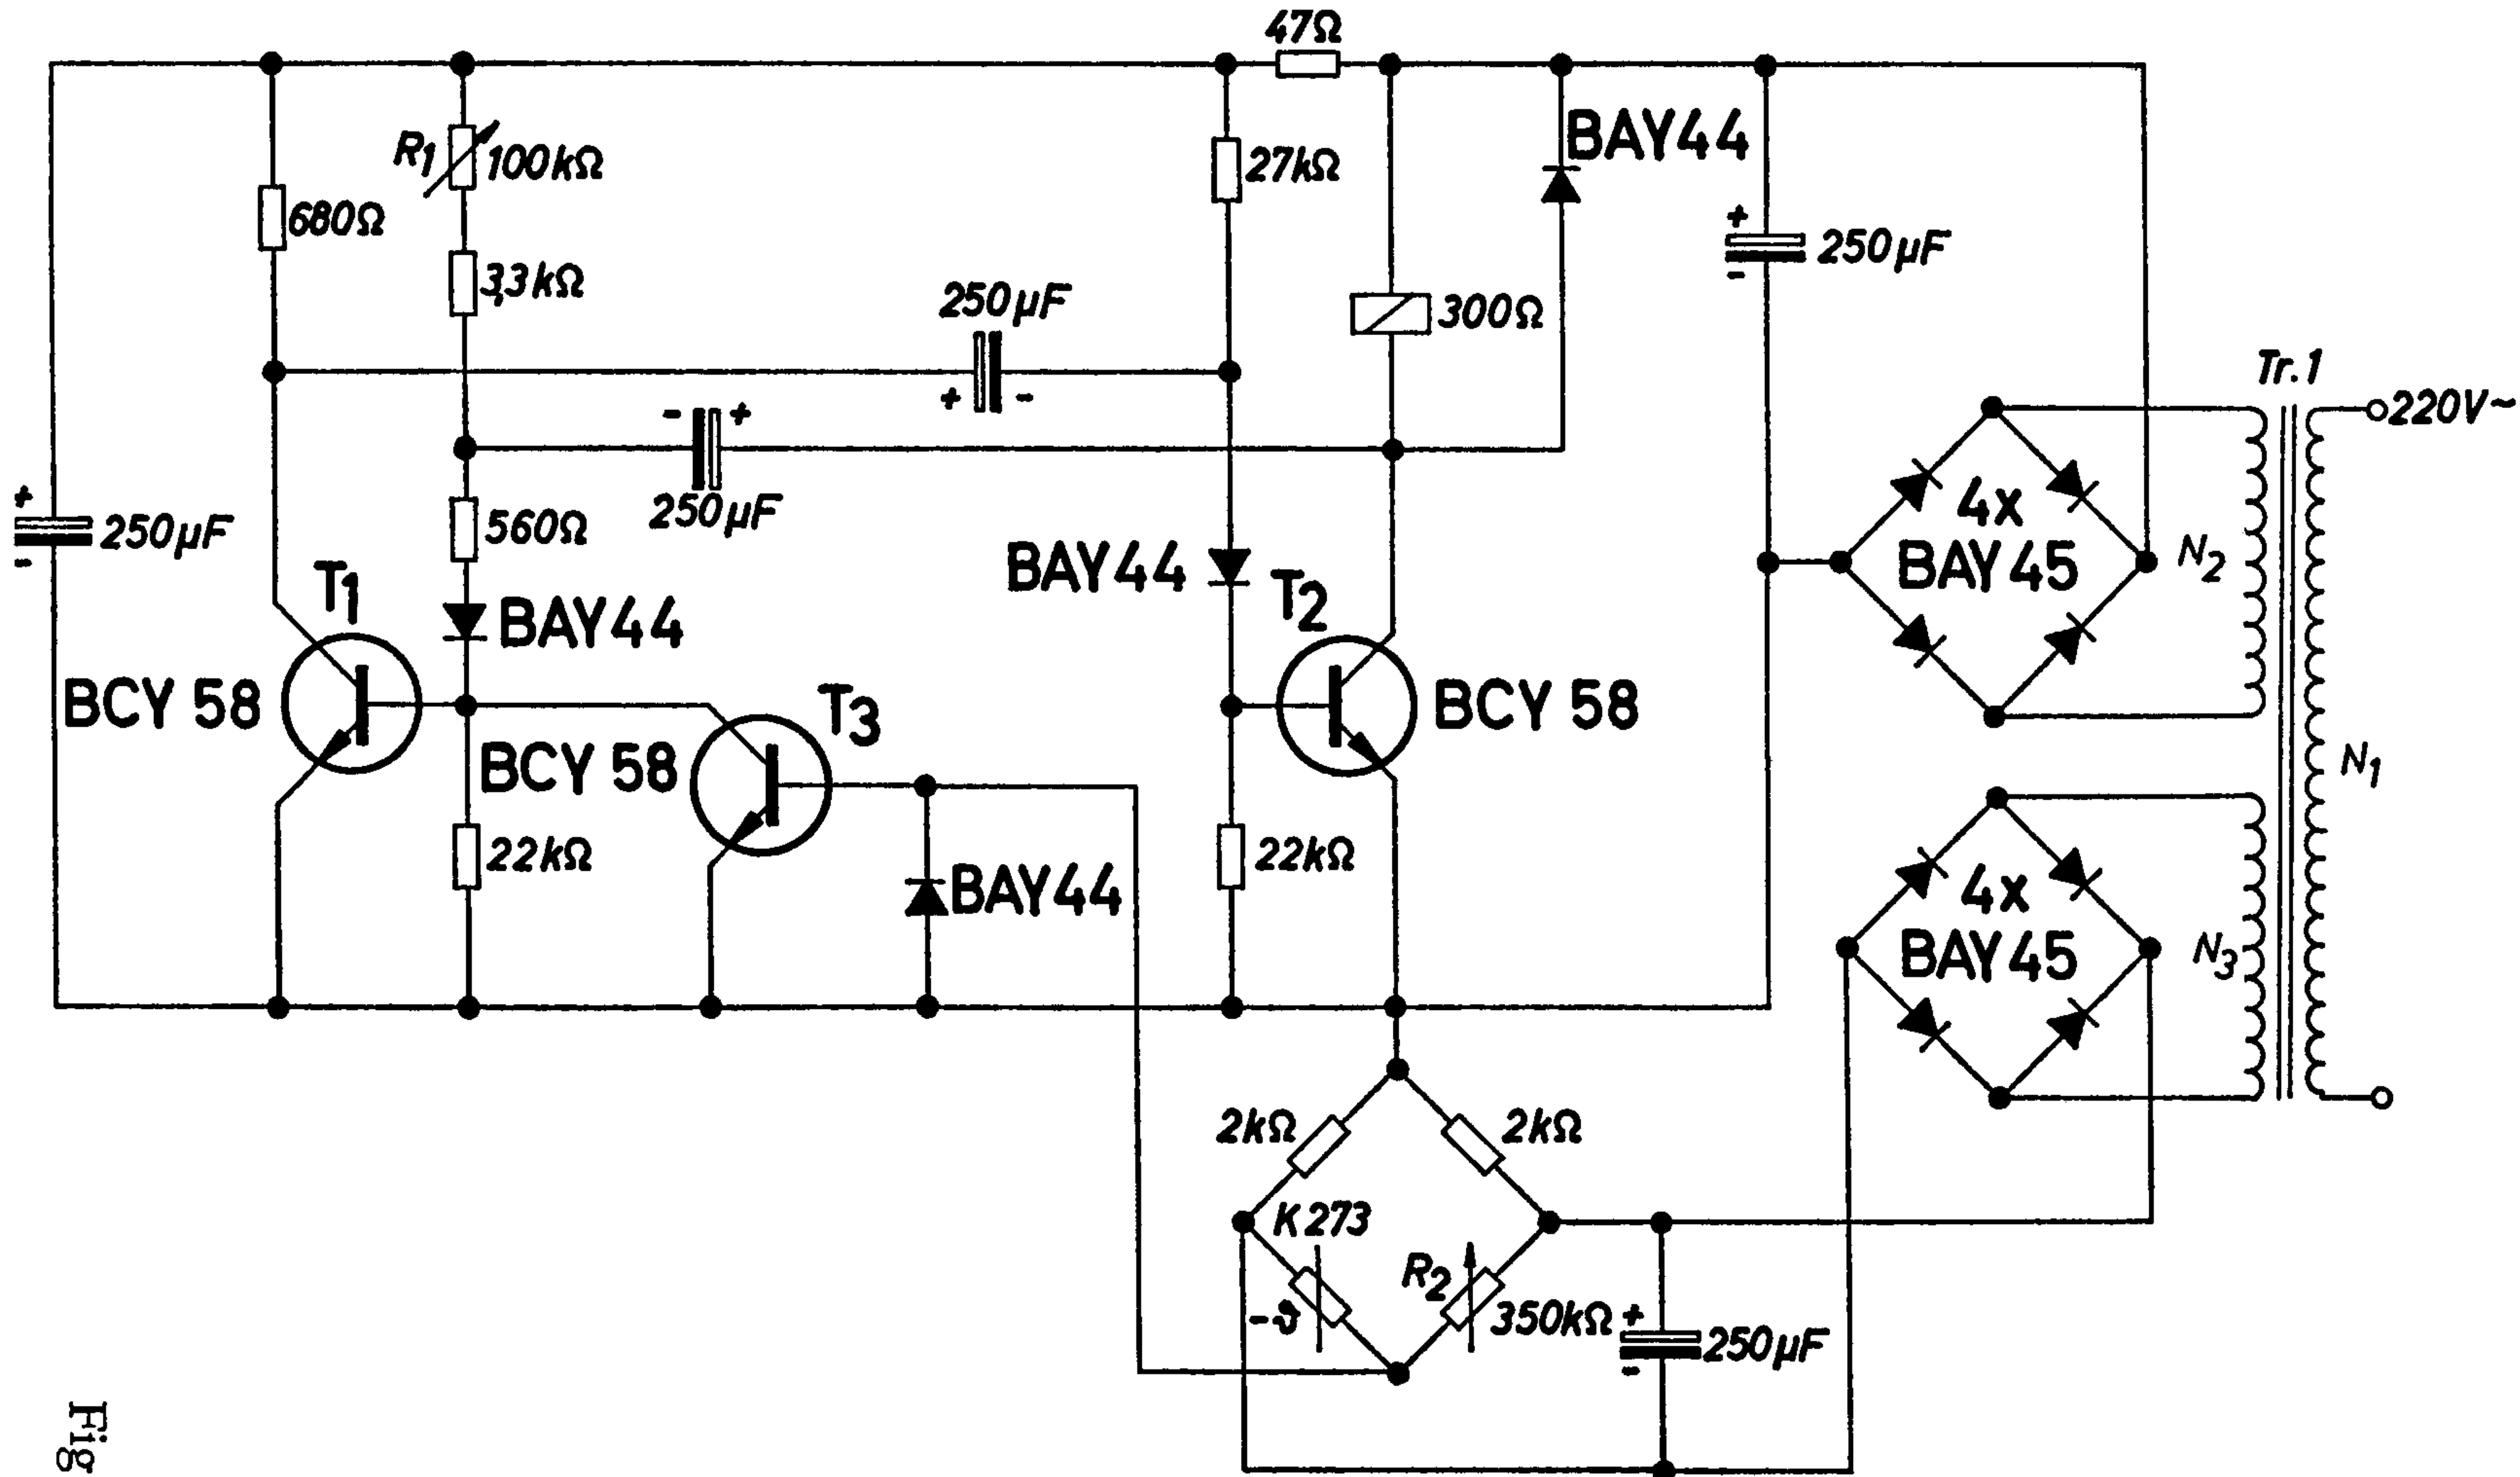 47Ω
BAY44
R1
100kΩ
27kΩ
680Ω
+
250µF
-
3,3kΩ
250µF
300Ω
+ -
- +
Tr.1
220V~
250µF
+
250µF
-
560Ω
4x
BAY45
N2
T1
BAY44
BAY44
T2
BCY 58
BCY 58
T3
BCY 58
N1
22kΩ
BAY44
22kΩ
4x
BAY45
N3
2kΩ
2kΩ
K273
R2
-ϑ
350kΩ
+
250µF
-
Fig